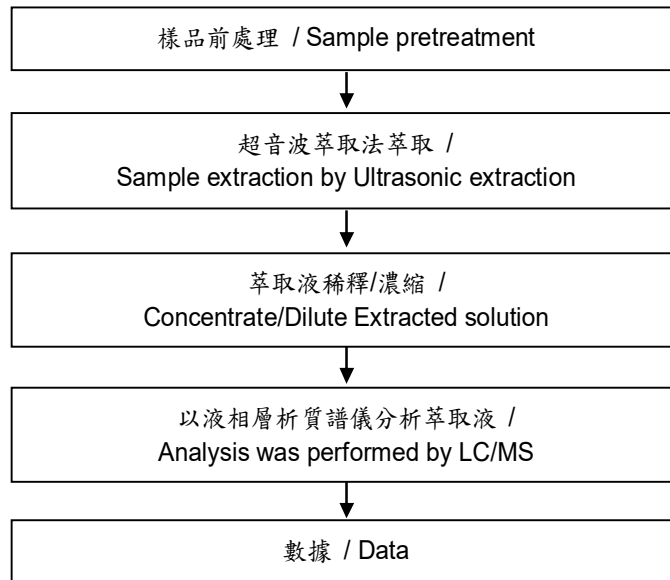 樣品前處理 / Sample pretreatment
超音波萃取法萃取 /
Sample extraction by Ultrasonic extraction
萃取液稀釋/濃縮 /
Concentrate/Dilute Extracted solution
以液相層析質譜儀分析萃取液 /
Analysis was performed by LC/MS
數據 / Data